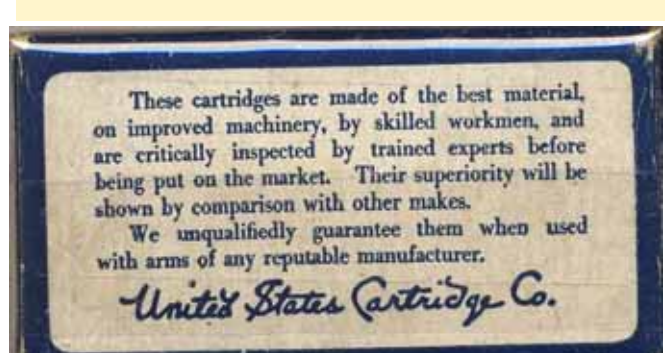 These cartridges are made of the best material,
on improved machinery, by skilled workmen, and
are critically inspected by trained experts before
being put on the market. Their superiority will be
shown by comparison with other makes.
We unqualifiedly guarantee them when used
with arms of any reputable manufacturer.
United States Cartridge Co.